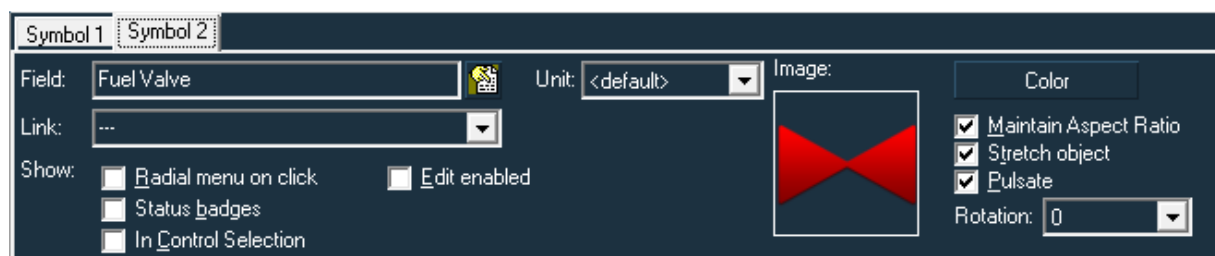 Symbol 1 Symbol 2
Field: Fuel Valve Unit: <default> Image: Color
Link: --- Maintain Aspect Ratio
Stretch object
Show: Radial menu on click Edit enabled Pulsate
Status badges Rotation: 0
In Control Selection